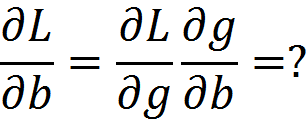 ∂L/∂b = ∂L/∂g ∂g/∂b =?